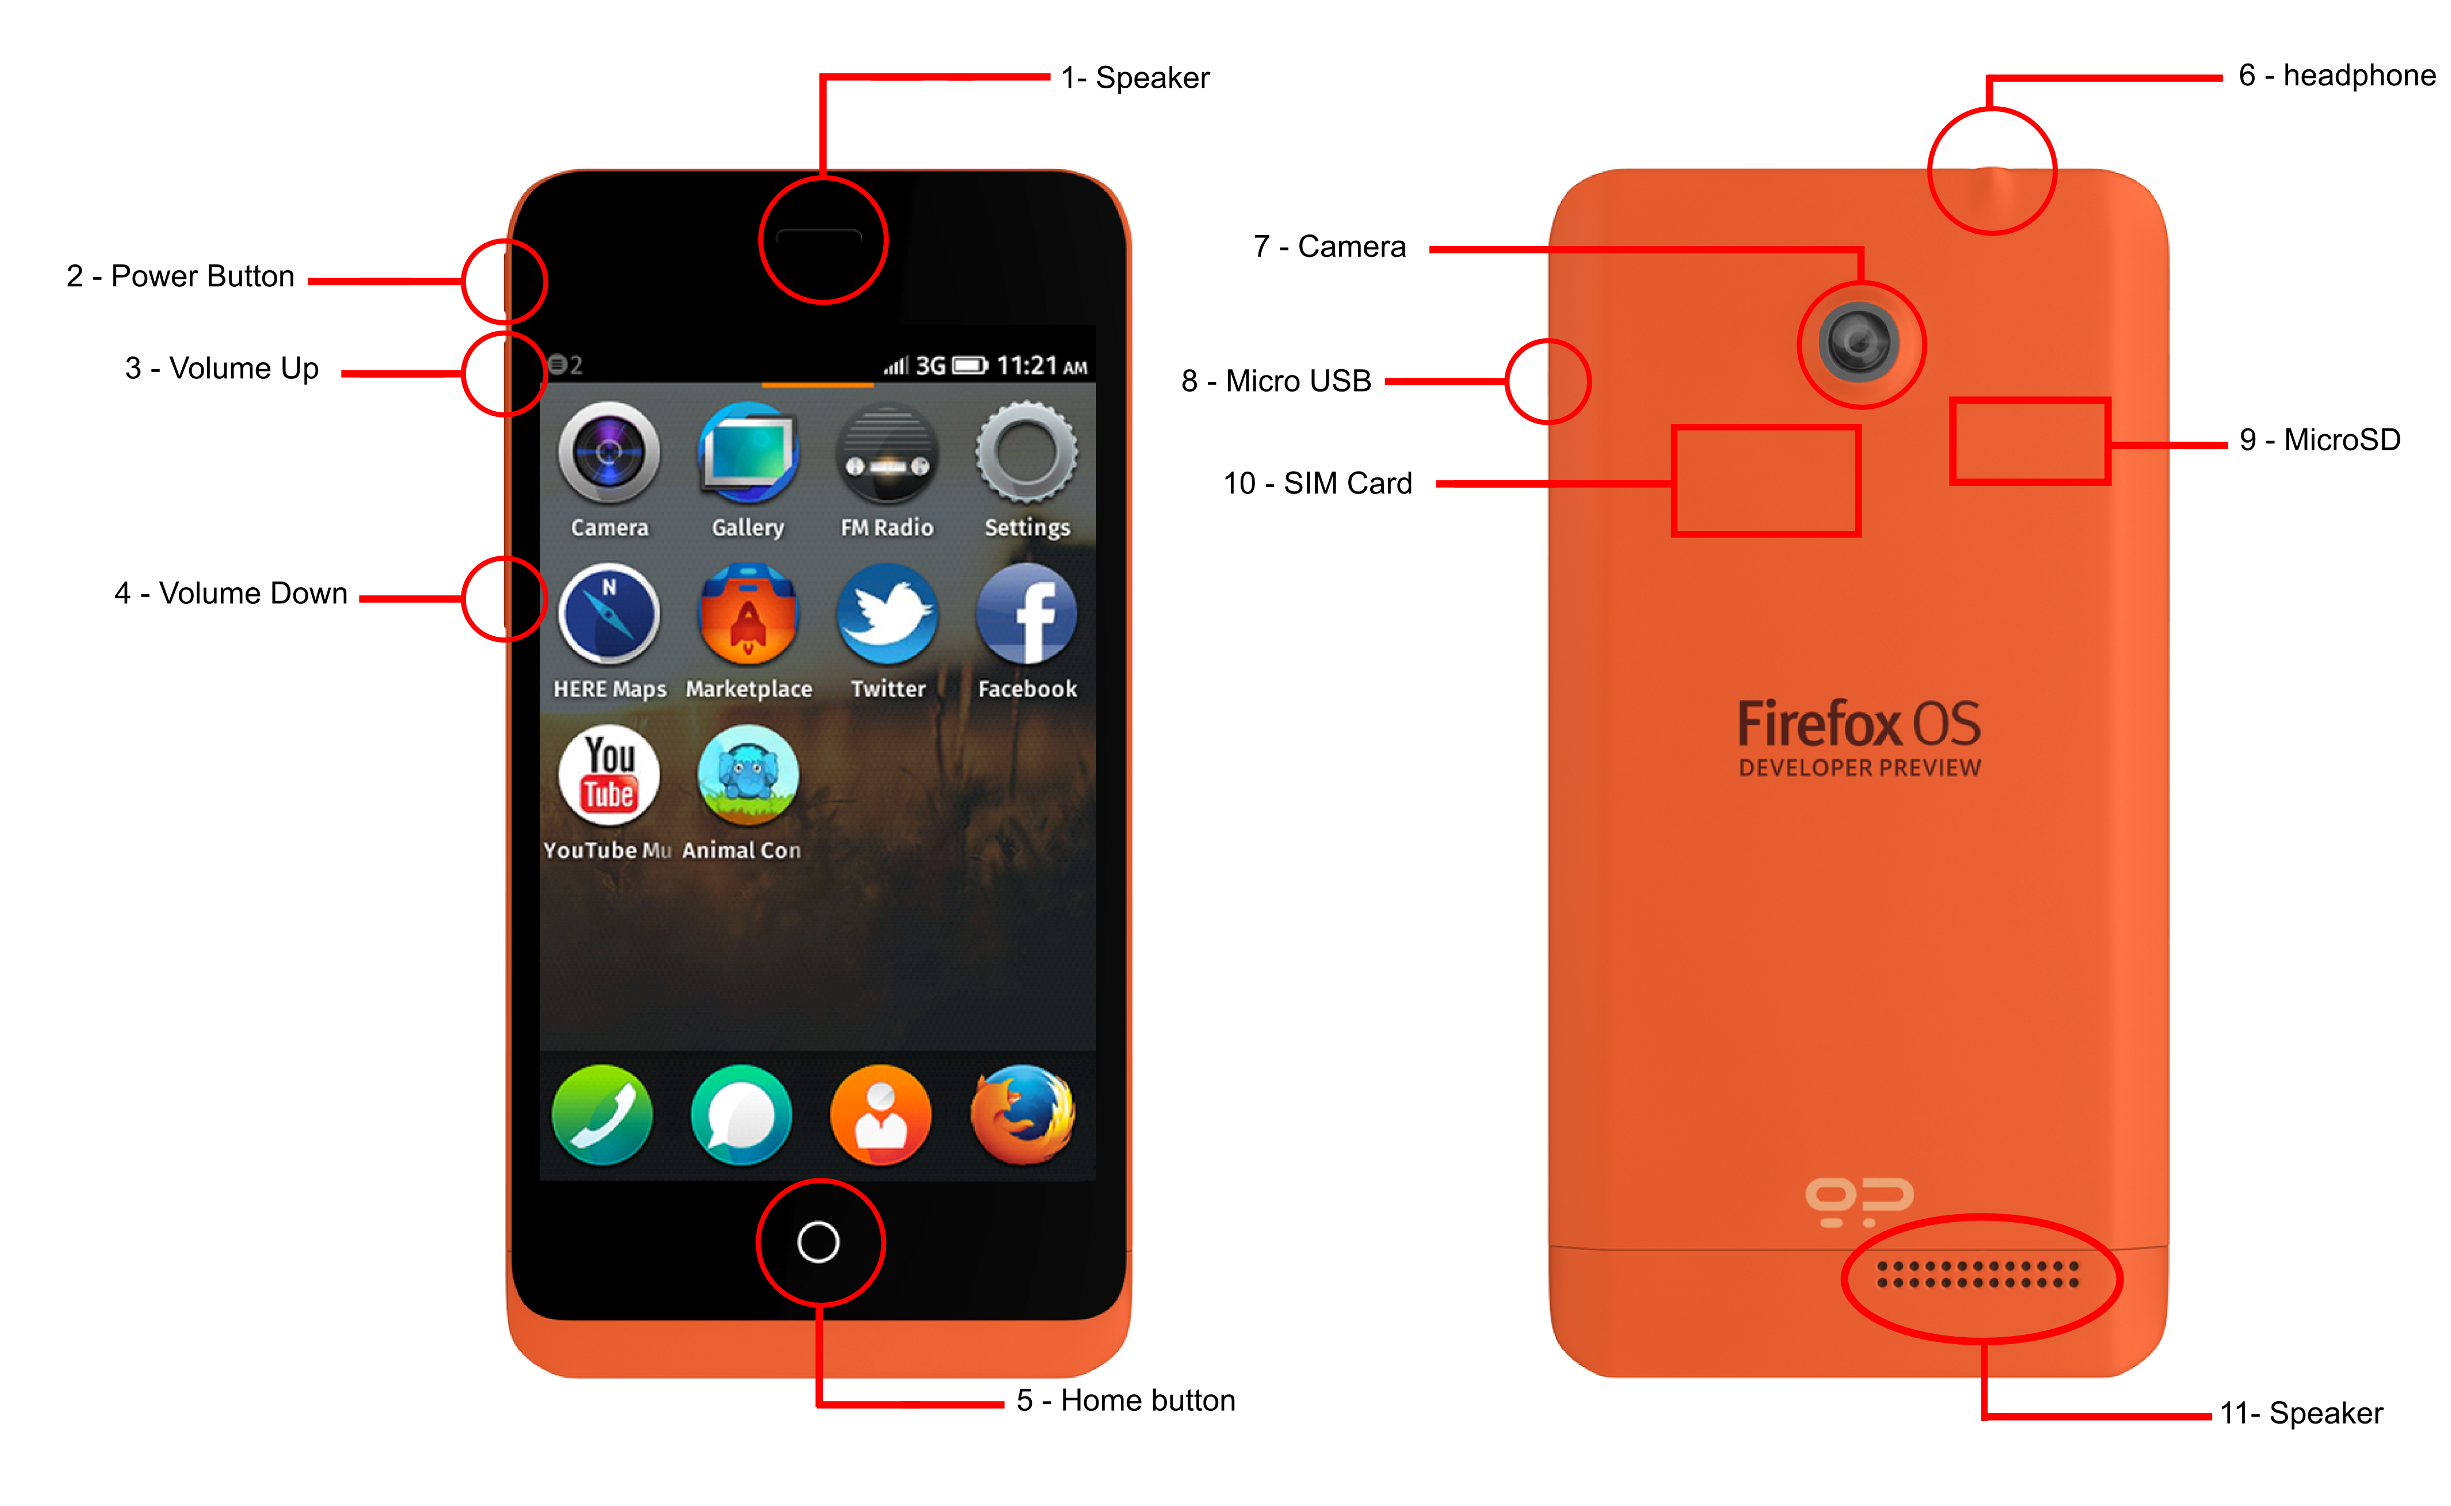 1- Speaker
2 - Power Button
3 - Volume Up
4 - Volume Down
5 - Home button
2
3G 11:21 AM
Camera Gallery FM Radio Settings
N
HERE Maps Marketplace Twitter Facebook
You
Tube
YouTube Mu Animal Con
6 - headphone
7 - Camera
8 - Micro USB
9 - MicroSD
10 - SIM Card
Firefox OS
DEVELOPER PREVIEW
11- Speaker